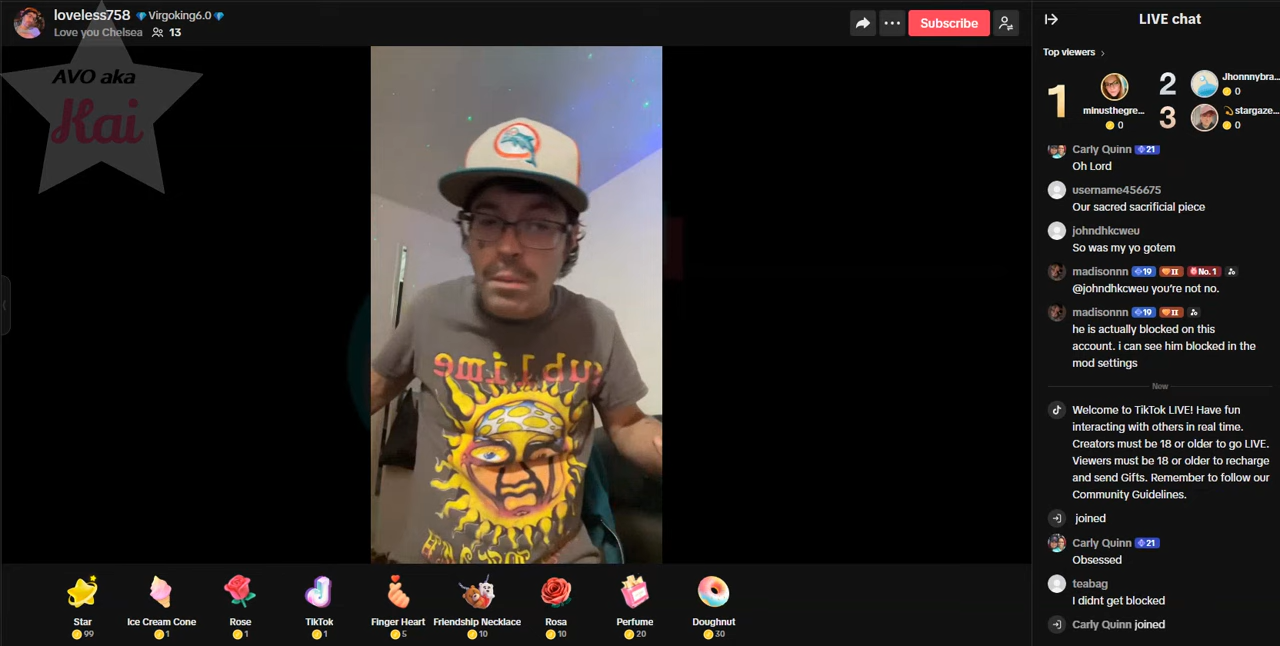 loveless758 💎Virgoking6.0💎
Love you Chelsea 13
Subscribe
AVO aka
Kai
sublime
LIVE chat
Top viewers
1
minusthegre...
0
2
Jhonnnybra...
0
3
stargaze...
0
Carly Quinn 21
Oh Lord
username456675
Our sacred sacrificial piece
johndhkcweu
So was my yo gotem
madisonnn 19 II No. 1
@johndhkcweu you're not no.
madisonnn 19 II
he is actually blocked on this
account. i can see him blocked in the
mod settings
New
Welcome to TikTok LIVE! Have fun
interacting with others in real time.
Creators must be 18 or older to go LIVE.
Viewers must be 18 or older to recharge
and send Gifts. Remember to follow our
Community Guidelines.
joined
Carly Quinn 21
Obsessed
teabag
I didnt get blocked
Carly Quinn joined
Star
99
Ice Cream Cone
1
Rose
1
TikTok
1
Finger Heart
5
Friendship Necklace
10
Rosa
10
Perfume
20
Doughnut
30